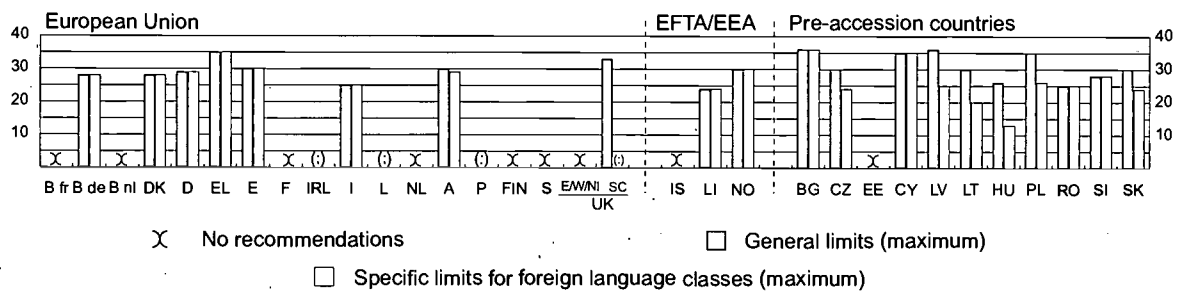 European Union EFTA/EEA Pre-accession countries
40 40
30 30
20 20
10 10
B fr B de B nl DK D EL E F IRL I L NL A P FIN S E/W/NI SC IS LI NO BG CZ EE CY LV LT HU PL RO SI SK
(:) (:) (:) (:)
UK
No recommendations General limits (maximum)
Specific limits for foreign language classes (maximum)